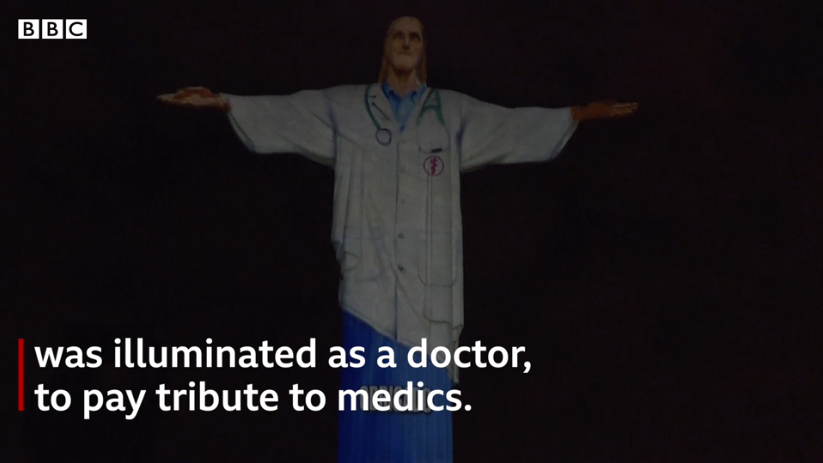 BBC
was illuminated as a doctor,
to pay tribute to medics.